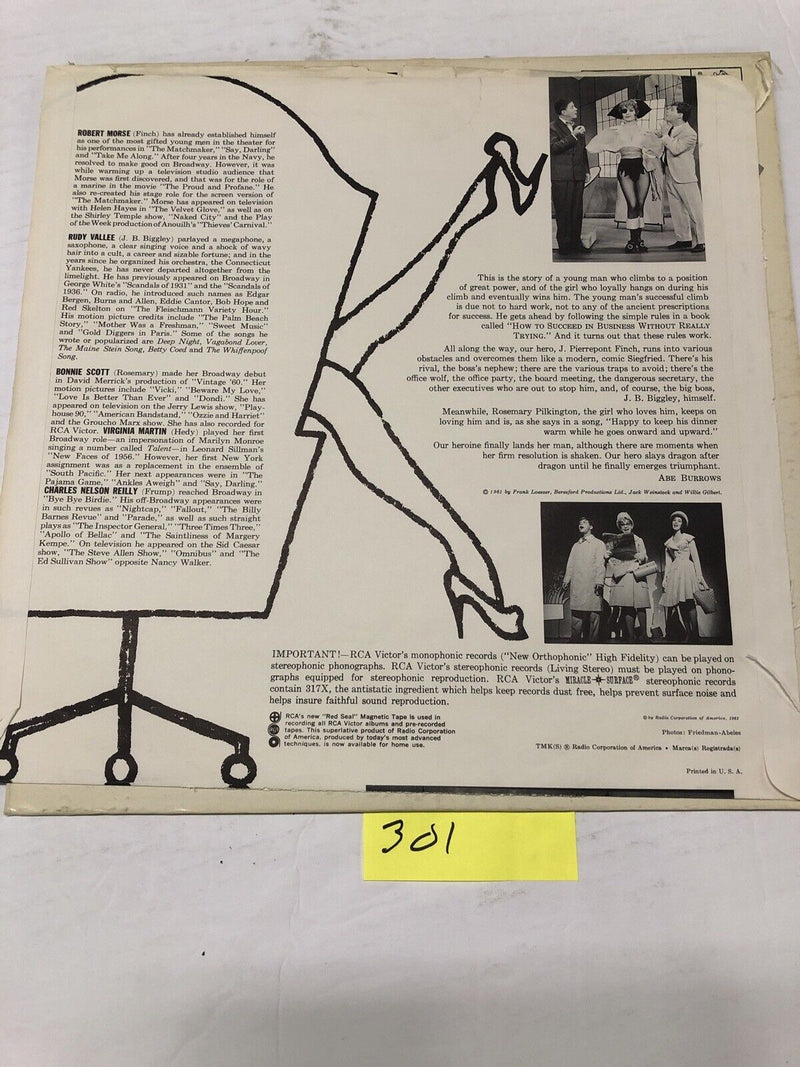 ROBERT MORSE (Finch) has already established himself
as one of the most gifted young men in the theater for
his performances in "The Matchmaker," "Say, Darling"
and "Take Me Along." After four years in the Navy, he
resolved to make good on Broadway. However, it was
while warming up a television studio audience that
Morse was first discovered, and that was for the role of
a marine in the movie "The Proud and Profane." He
also re-created his stage role for the screen version of
"The Matchmaker." Morse has appeared on television
with Helen Hayes in "The Velvet Glove," as well as on
the Shirley Temple show, "Naked City" and the Play
of the Week production of Anouilh's "Thieves' Carnival."
RUDY VALLEE (J. B. Biggley) parlayed a megaphone, a
saxophone, a clear singing voice and a shock of wavy
hair into a cult, a career and sizable fortune; and in the
years since he organized his orchestra, the Connecticut
Yankees, he has never departed altogether from the
limelight. He has previously appeared on Broadway in
George White's "Scandals of 1931" and the "Scandals of
1936." On radio, he introduced such names as Edgar
Bergen, Burns and Allen, Eddie Cantor, Bob Hope and
Red Skelton on "The Fleischmann Variety Hour."
His motion picture credits include "The Palm Beach
Story," "Mother Was a Freshman," "Sweet Music"
and "Gold Diggers in Paris." Some of the songs he
wrote or popularized are Deep Night, Vagabond Lover,
The Maine Stein Song, Betty Coed and The Whiffenpoof
Song.
BONNIE SCOTT (Rosemary) made her Broadway debut
in David Merrick's production of "Vintage '60." Her
motion pictures include "Vicki," "Beware My Love,"
"Love Is Better Than Ever" and "Dondi." She has
appeared on television on the Jerry Lewis show, "Play-
house 90," "American Bandstand," "Ozzie and Harriet"
and the Groucho Marx show. She has also recorded for
RCA Victor. VIRGINIA MARTIN (Hedy) played her first
Broadway role—an impersonation of Marilyn Monroe
singing a number called Talent—in Leonard Sillman's
"New Faces of 1956." However, her first New York
assignment was as a replacement in the ensemble of
"South Pacific." Her next appearances were in "The
Pajama Game," "Ankles Aweigh" and "Say, Darling."
CHARLES NELSON REILLY (Frump) reached Broadway in
"Bye Bye Birdie." His off-Broadway appearances were
in such revues as "Nightcap," "Fallout," "The Billy
Barnes Revue" and "Parade," as well as such straight
plays as "The Inspector General," "Three Times Three,"
"Apollo of Bellac" and "The Saintliness of Margery
Kempe." On television he appeared on the Sid Caesar
show, "The Steve Allen Show," "Omnibus" and "The
Ed Sullivan Show" opposite Nancy Walker.
This is the story of a young man who climbs to a position
of great power, and of the girl who loyally hangs on during his
climb and eventually wins him. The young man's successful climb
is due not to hard work, not to any of the ancient prescriptions
for success. He gets ahead by following the simple rules in a book
called "HOW TO SUCCEED IN BUSINESS WITHOUT REALLY
TRYING." And it turns out that these rules work.
All along the way, our hero, J. Pierrepont Finch, runs into various
obstacles and overcomes them like a modern, comic Siegfried. There's his
rival, the boss's nephew; there are the various traps to avoid; there's the
office wolf, the office party, the board meeting, the dangerous secretary, the
other executives who are out to stop him, and, of course, the big boss,
J. B. Biggley, himself.
Meanwhile, Rosemary Pilkington, the girl who loves him, keeps on
loving him and is, as she says in a song, "Happy to keep his dinner
warm while he goes onward and upward."
Our heroine finally lands her man, although there are moments when
her firm resolution is shaken. Our hero slays dragon after
dragon until he finally emerges triumphant.
ABE BURROWS
© 1961 by Frank Loesser, Beresford Productions Ltd., Jack Weinstock and Willie Gilbert.
IMPORTANT!—RCA Victor's monophonic records ("New Orthophonic" High Fidelity) can be played on
stereophonic phonographs. RCA Victor's stereophonic records (Living Stereo) must be played on phono-
graphs equipped for stereophonic reproduction. RCA Victor's MIRACLE SURFACE® stereophonic records
contain 317X, the antistatic ingredient which helps keep records dust free, helps prevent surface noise and
helps insure faithful sound reproduction.
RCA's new "Red Seal" Magnetic Tape is used in
recording all RCA Victor albums and pre-recorded
tapes. This superlative product of Radio Corporation
of America, produced by today's most advanced
techniques, is now available for home use.
© by Radio Corporation of America, 1961
Photos: Friedman-Abeles
TMK(S) ® Radio Corporation of America • Marca(s) Registrada(s)
Printed in U. S. A.
301